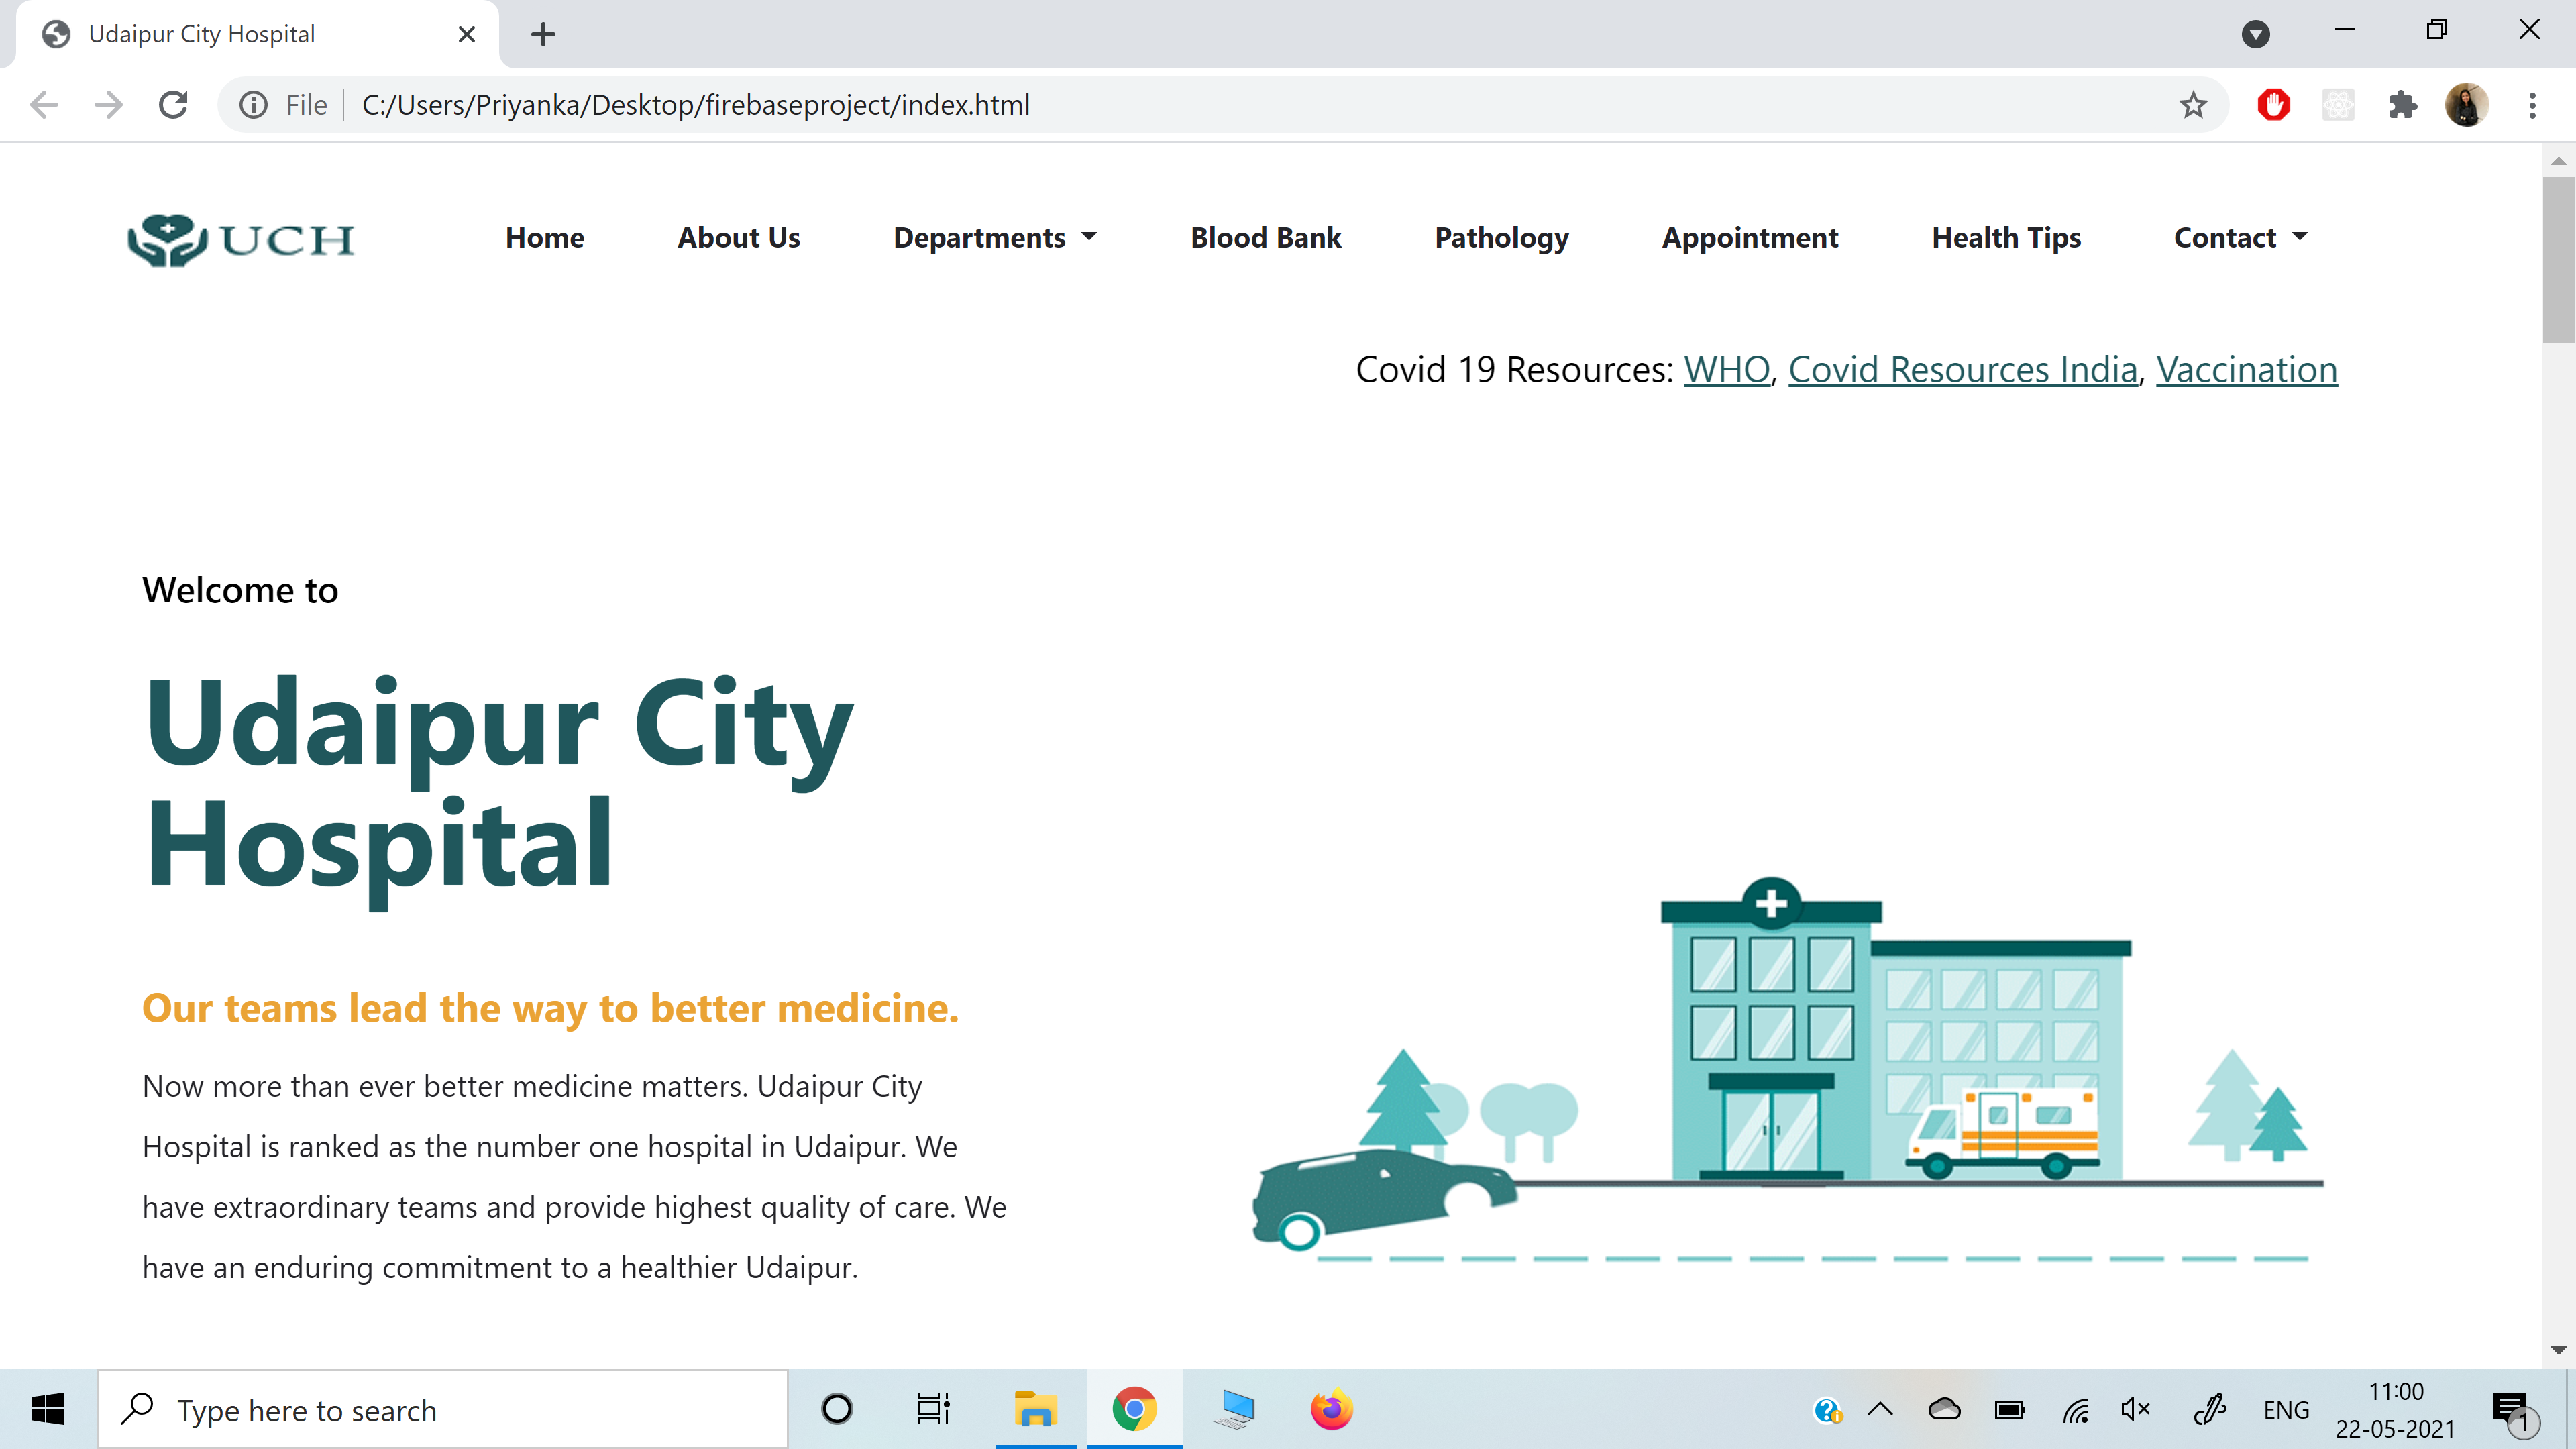 Udaipur City Hospital
File
C:/Users/Priyanka/Desktop/firebaseproject/index.html
UCH
Home About Us Departments Blood Bank Pathology Appointment Health Tips Contact
Covid 19 Resources: WHO, Covid Resources India, Vaccination
Welcome to
Udaipur City
Hospital
Our teams lead the way to better medicine.
Now more than ever better medicine matters. Udaipur City
Hospital is ranked as the number one hospital in Udaipur. We
have extraordinary teams and provide highest quality of care. We
have an enduring commitment to a healthier Udaipur.
Type here to search
ENG
11:00
22-05-2021
1